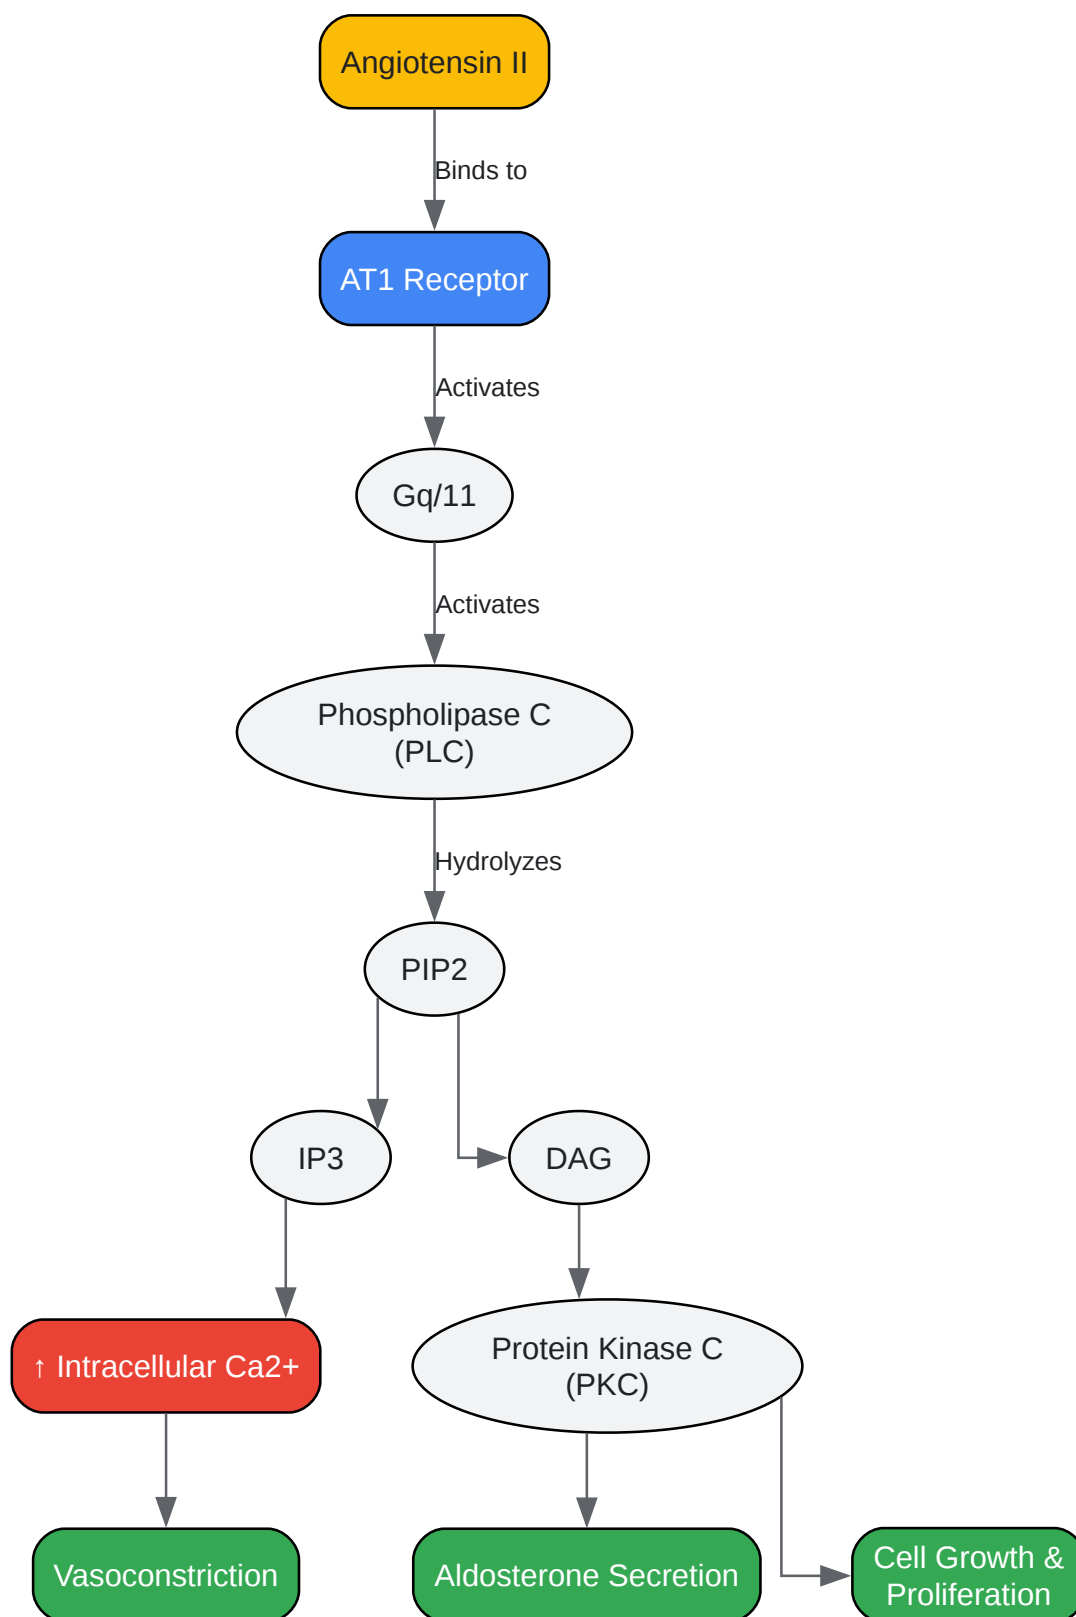 Angiotensin II
Binds to
AT1 Receptor
Activates
Gq/11
Activates
Phospholipase C
(PLC)
Hydrolyzes
PIP2
IP3
DAG
↑ Intracellular Ca2+
Protein Kinase C
(PKC)
Vasoconstriction
Aldosterone Secretion
Cell Growth &
Proliferation